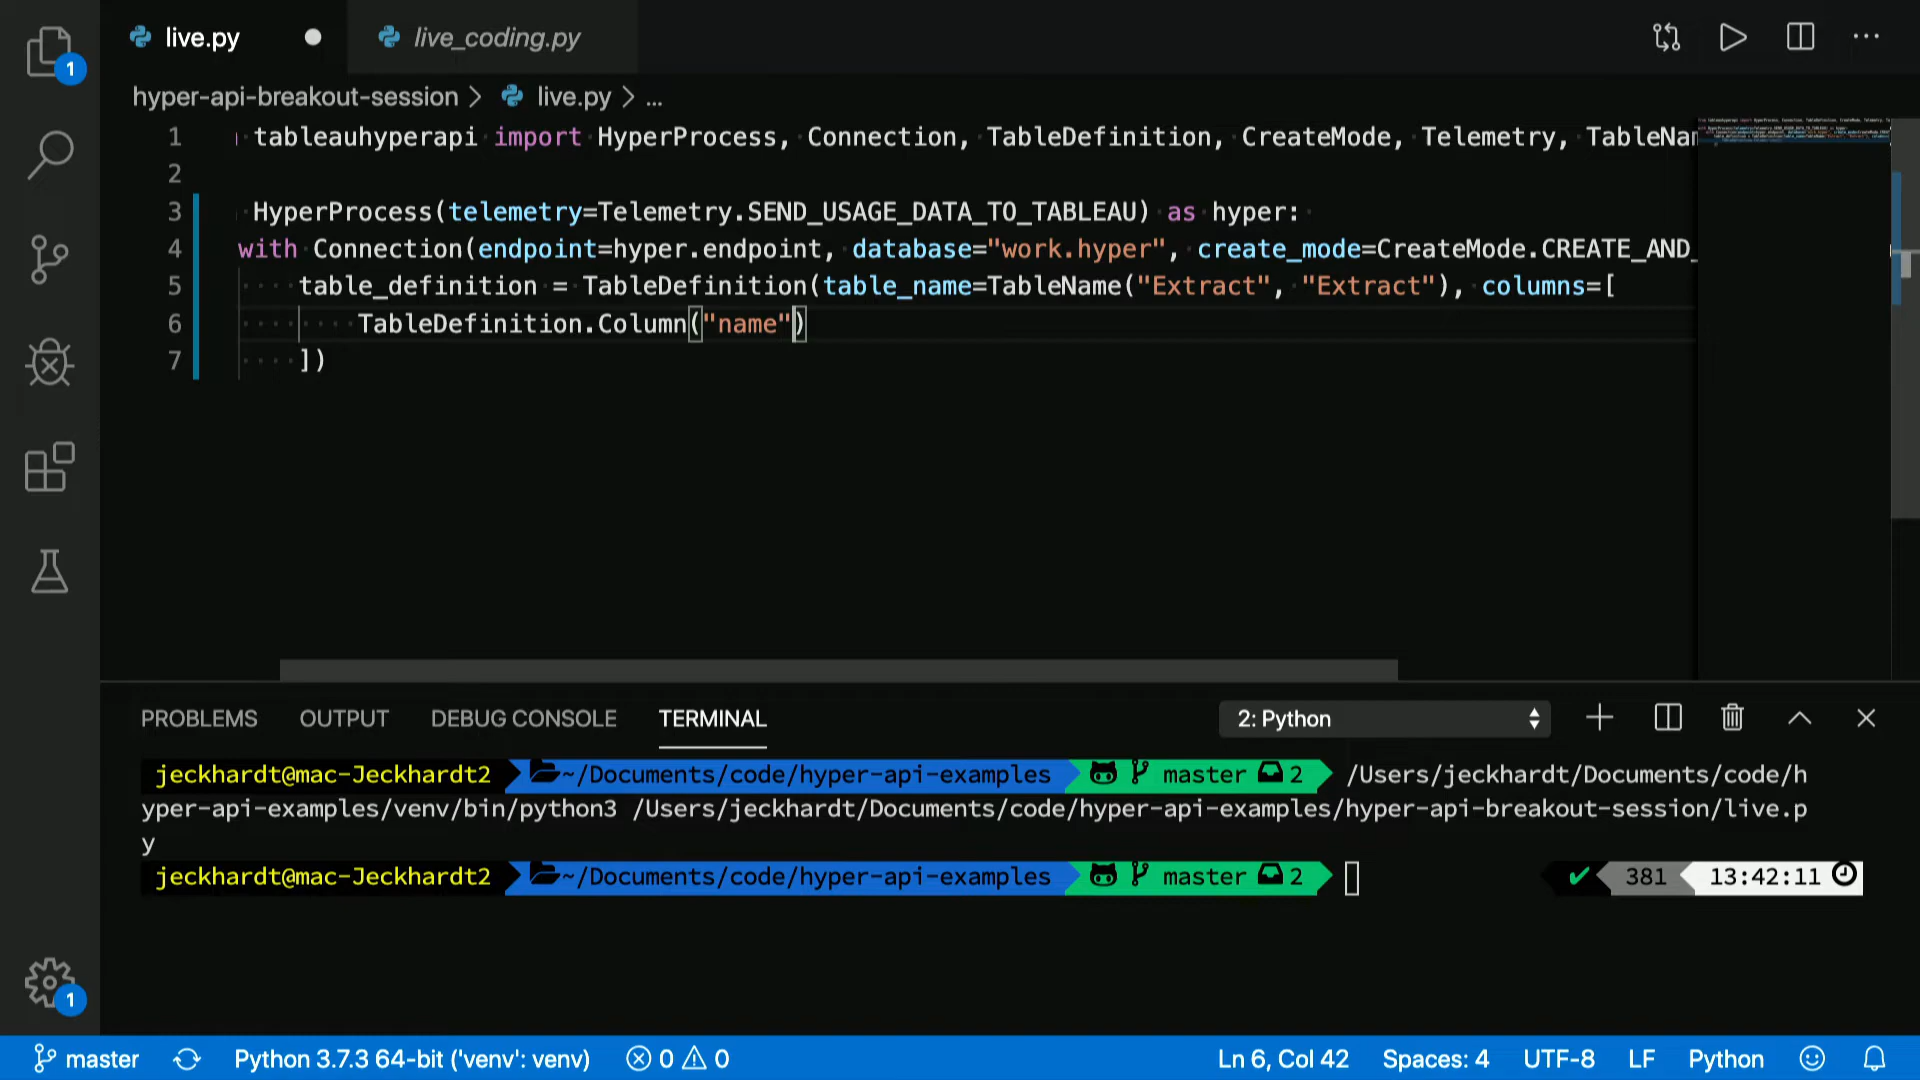 live.py
live_coding.py
1
hyper-api-breakout-session > live.py > ...
1 tableauhyperapi import HyperProcess, Connection, TableDefinition, CreateMode, Telemetry, TableNam
2
3 HyperProcess(telemetry=Telemetry.SEND_USAGE_DATA_TO_TABLEAU) as hyper:
4 with Connection(endpoint=hyper.endpoint, database="work.hyper", create_mode=CreateMode.CREATE_AND_
5 table_definition = TableDefinition(table_name=TableName("Extract", "Extract"), columns=[
6 TableDefinition.Column("name")
7 ])
PROBLEMS OUTPUT DEBUG CONSOLE TERMINAL 2: Python
jeckhardt@mac-Jeckhardt2 ~/Documents/code/hyper-api-examples master 2 /Users/jeckhardt/Documents/code/h
yper-api-examples/venv/bin/python3 /Users/jeckhardt/Documents/code/hyper-api-examples/hyper-api-breakout-session/live.p
y
jeckhardt@mac-Jeckhardt2 ~/Documents/code/hyper-api-examples master 2 ✔ 381 13:42:11
1
master Python 3.7.3 64-bit ('venv': venv) 0 0 Ln 6, Col 42 Spaces: 4 UTF-8 LF Python